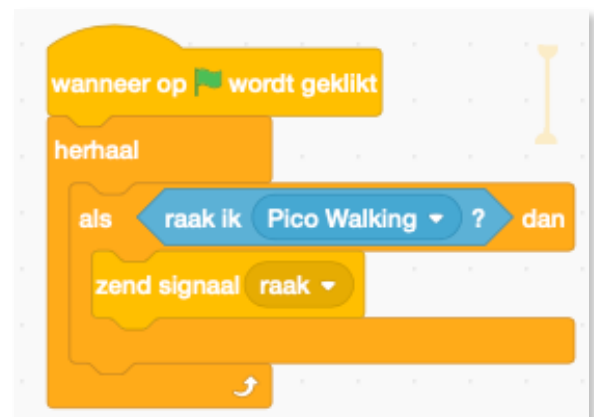 wanneer op wordt geklikt
herhaal
als raak ik Pico Walking ? dan
zend signaal raak